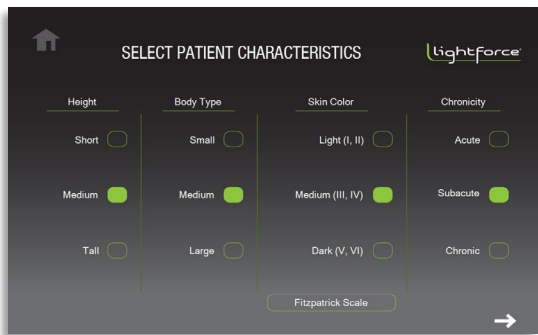 SELECT PATIENT CHARACTERISTICS
lightforce
Height
Body Type
Skin Color
Chronicity
Short
Small
Light (I, II)
Acute
Medium
Medium
Medium (III, IV)
Subacute
Tall
Large
Dark (V, VI)
Chronic
Fitzpatrick Scale